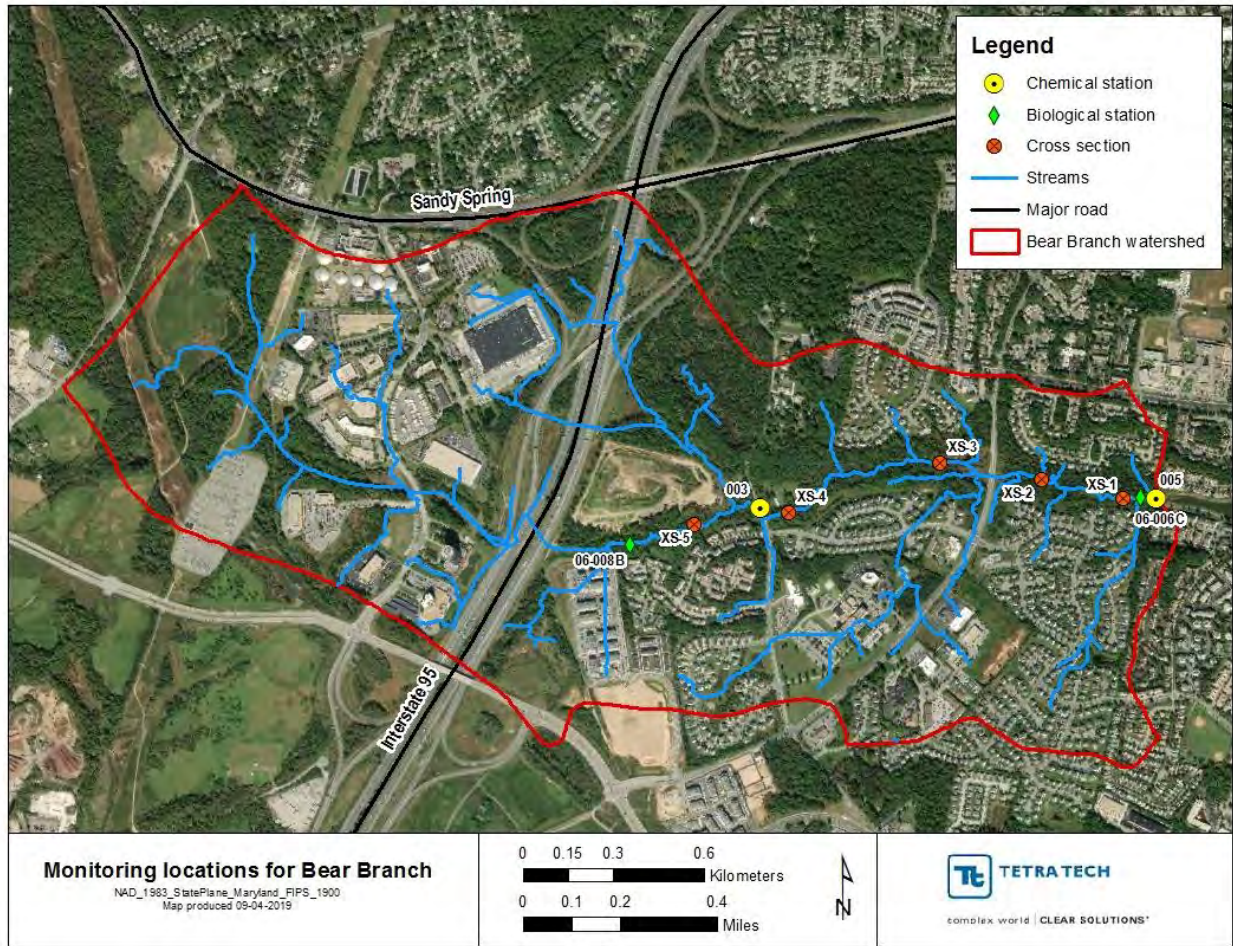 Legend
Chemical station
Biological station
Cross section
Streams
Major road
Bear Branch watershed
Sandy Spring
XS-3
003
XS-4
XS-2
XS-1
005
XS-5
06-006C
06-008B
Interstate 95
Monitoring locations for Bear Branch
NAD_1983_StatePlane_Maryland_FIPS_1900
Map produced 09-04-2019
0 0.15 0.3 0.6
Kilometers
0 0.1 0.2 0.4
Miles
N
Tt TETRA TECH
complex world | CLEAR SOLUTIONS